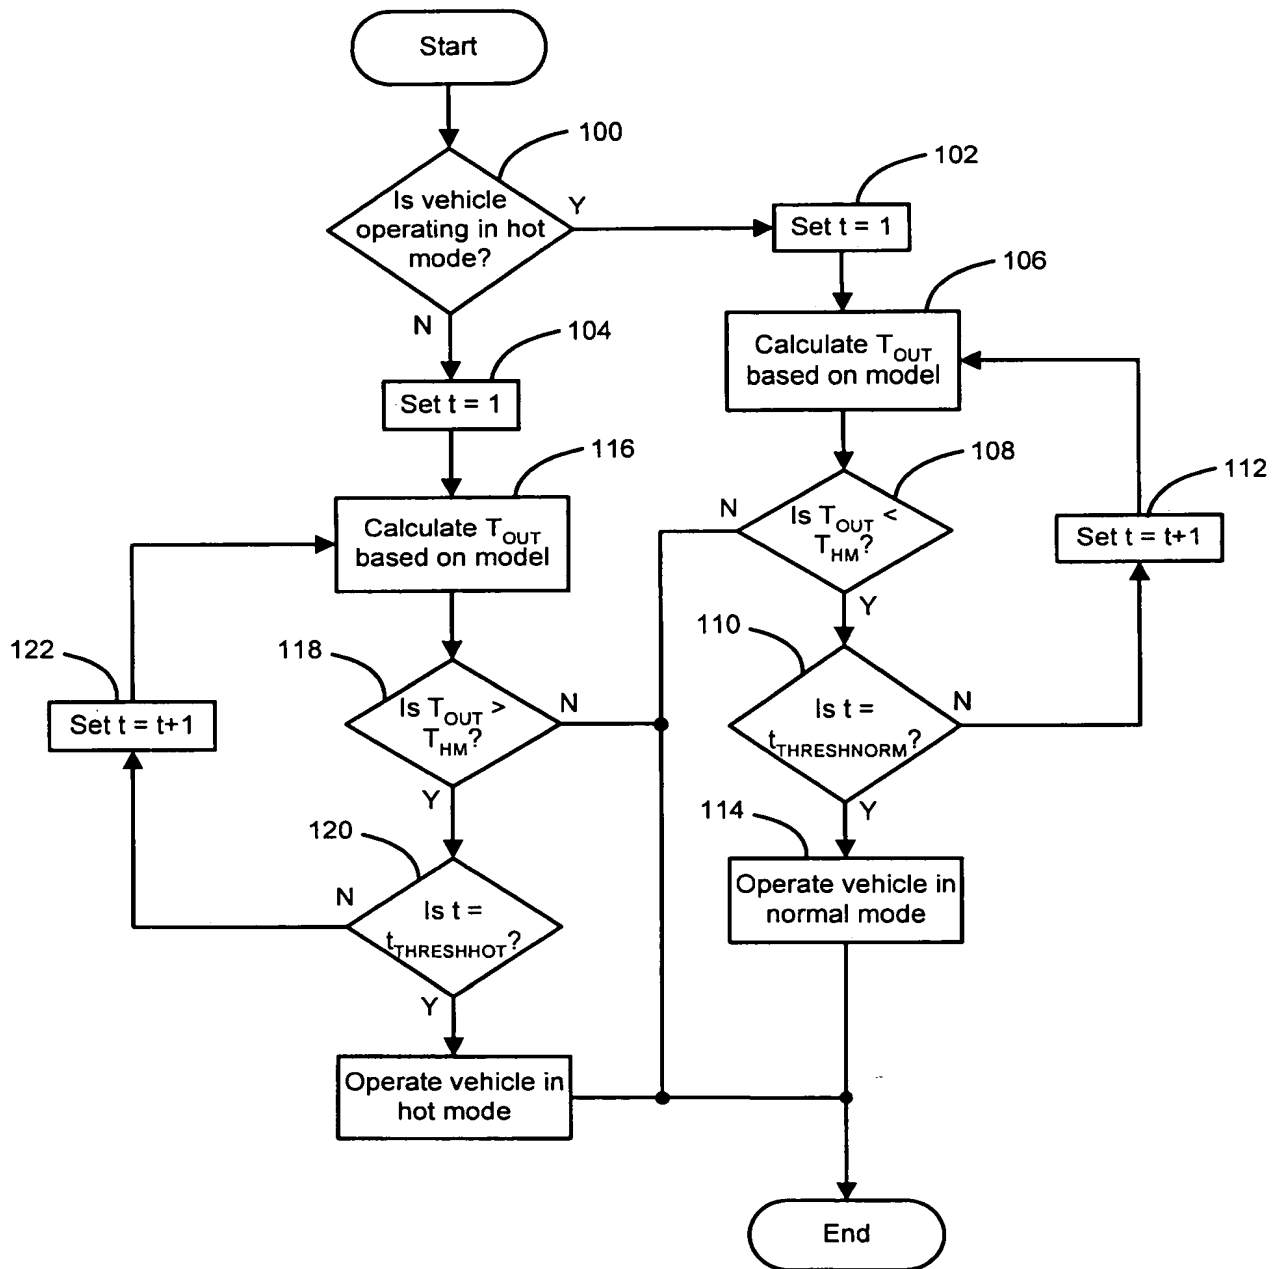 Start
100
Is vehicle
operating in hot
mode?
Y
N
102
Set t = 1
104
Set t = 1
106
Calculate TOUT
based on model
116
Calculate TOUT
based on model
108
Is TOUT <
THM?
N
Y
112
Set t = t+1
110
Is t =
tTHRESHNORM?
N
Y
122
Set t = t+1
118
Is TOUT >
THM?
N
Y
120
Is t =
tTHRESHHOT?
N
Y
114
Operate vehicle in
normal mode
Operate vehicle in
hot mode
End